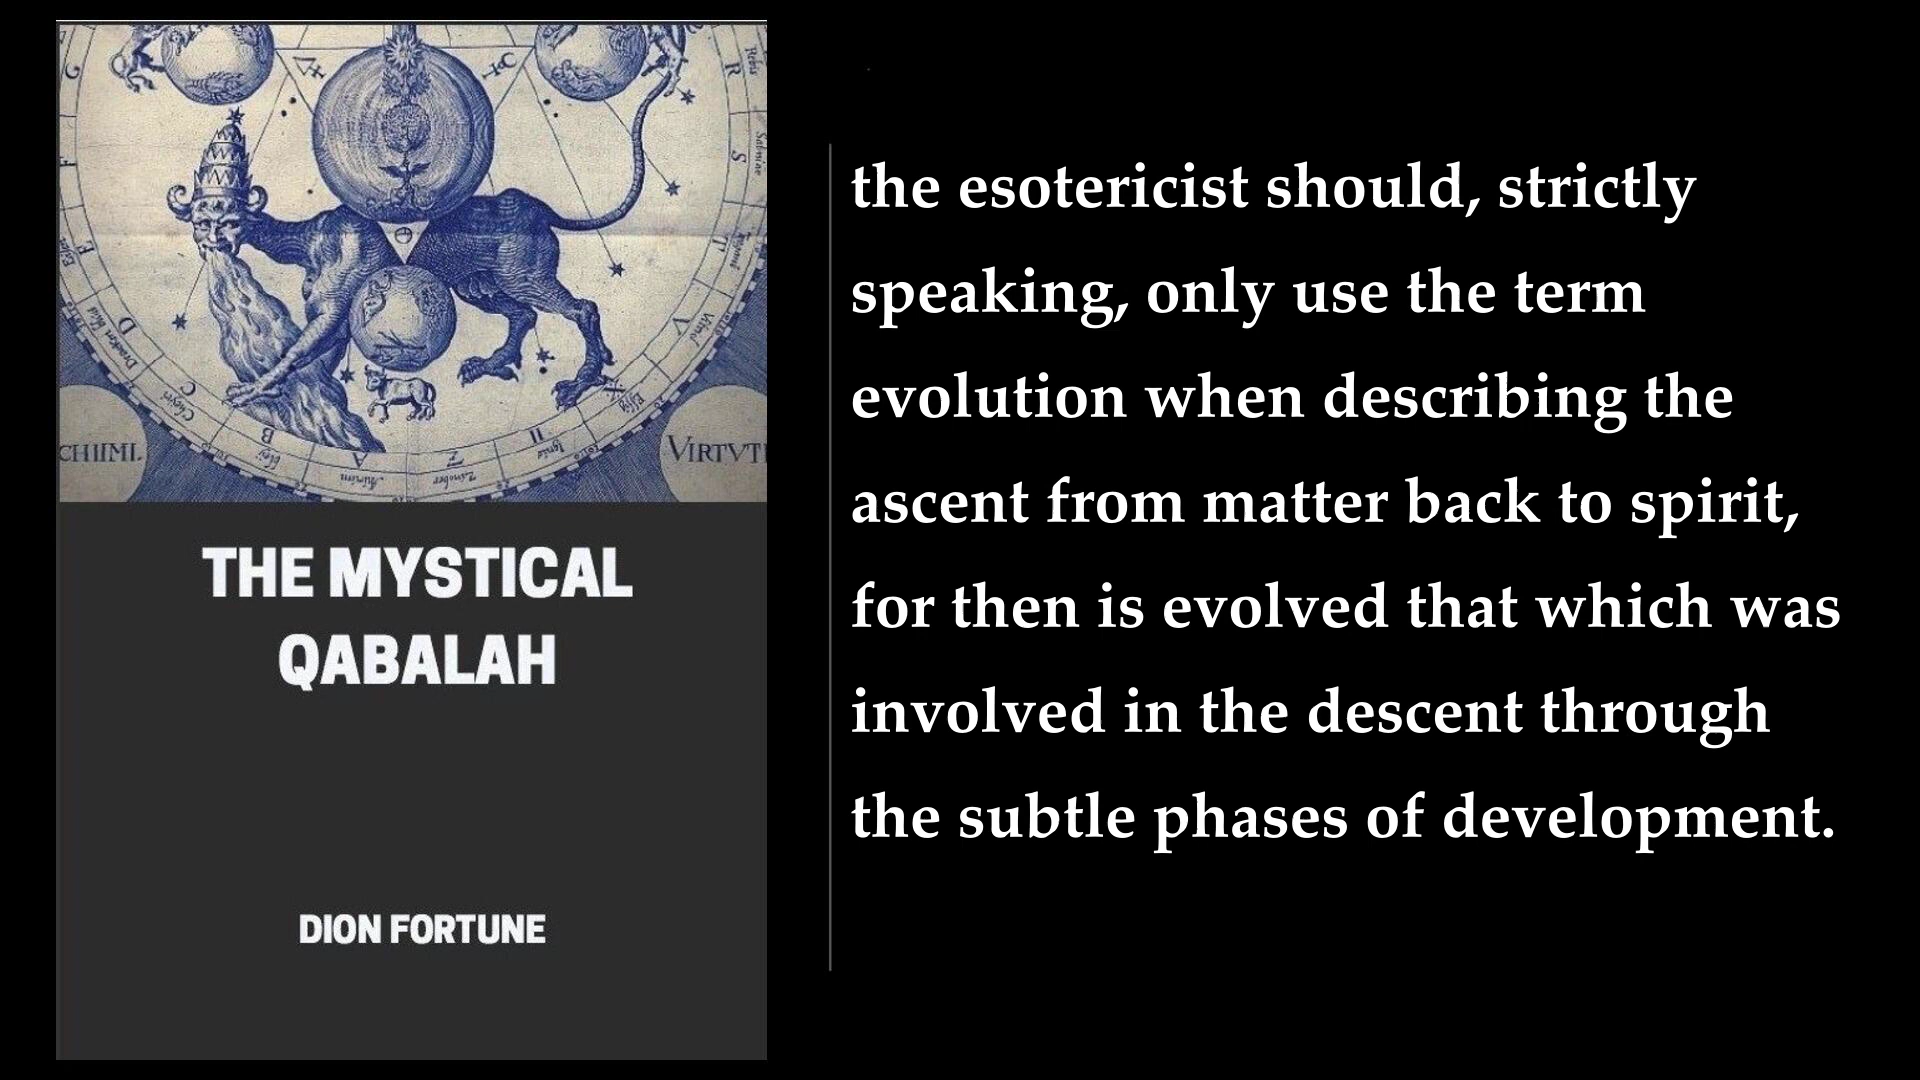 CHIIMI.
VIRTVT
THE MYSTICAL
QABALAH
DION FORTUNE
the esotericist should, strictly
speaking, only use the term
evolution when describing the
ascent from matter back to spirit,
for then is evolved that which was
involved in the descent through
the subtle phases of development.